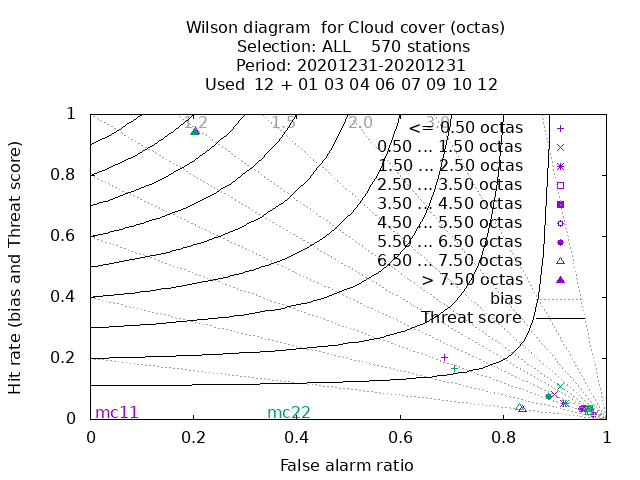 Wilson diagram  for Cloud cover (octas)
Selection: ALL    570 stations
Period: 20201231-20201231
Used  12 + 01 03 04 06 07 09 10 12
1.2 1.5 2.0 3.0
<= 0.50 octas
0.50 ... 1.50 octas
1.50 ... 2.50 octas
2.50 ... 3.50 octas
3.50 ... 4.50 octas
4.50 ... 5.50 octas
5.50 ... 6.50 octas
6.50 ... 7.50 octas
> 7.50 octas
bias
Threat score
Hit rate (bias and Threat score)
1
0.8
0.6
0.4
0.2
0
mc11 mc22
0 0.2 0.4 0.6 0.8 1
False alarm ratio